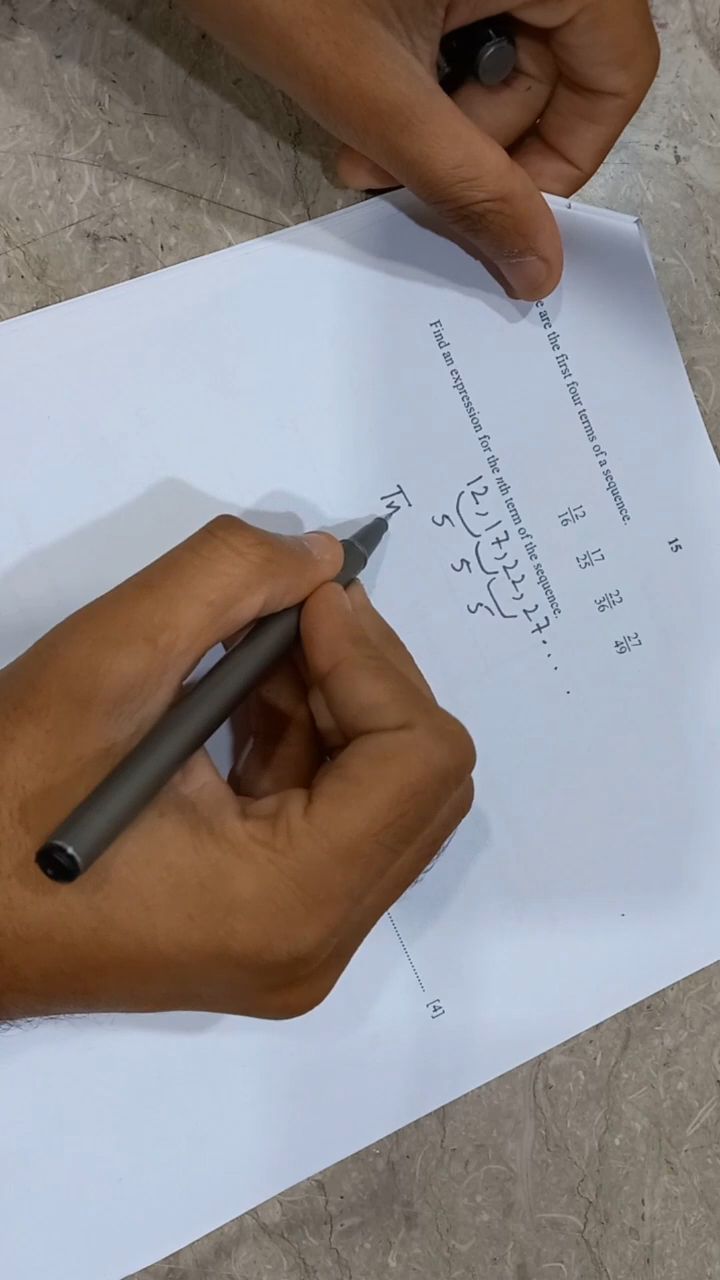 15
e are the first four terms of a sequence.
12/16 17/25 22/36 27/49
Find an expression for the nth term of the sequence.
12, 17, 22, 27....
5 5 5
Tn
[4]